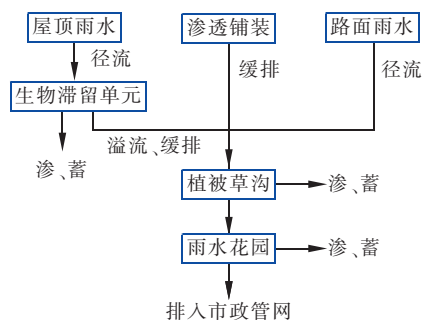 屋顶雨水
渗透铺装
路面雨水
径流
缓排
径流
生物滞留单元
溢流、缓排
渗、蓄
植被草沟
渗、蓄
雨水花园
渗、蓄
排入市政管网